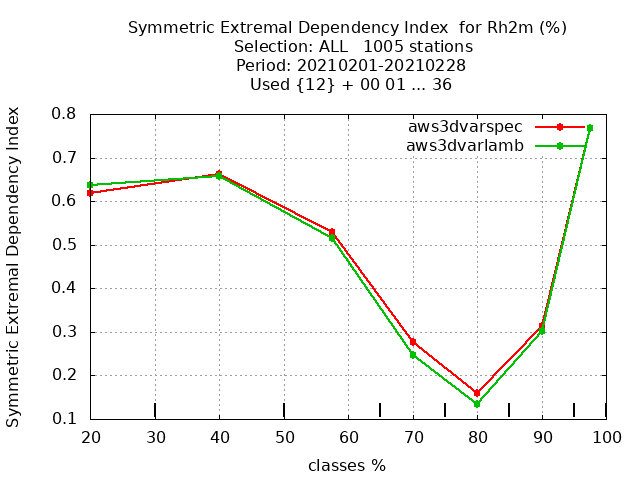 Symmetric Extremal Dependency Index  for Rh2m (%)
Selection: ALL   1005 stations
Period: 20210201-20210228
Used {12} + 00 01 ... 36
Symmetric Extremal Dependency Index
0.8
0.7
0.6
0.5
0.4
0.3
0.2
0.1
aws3dvarspec
aws3dvarlamb
20 30 40 50 60 70 80 90 100
classes %